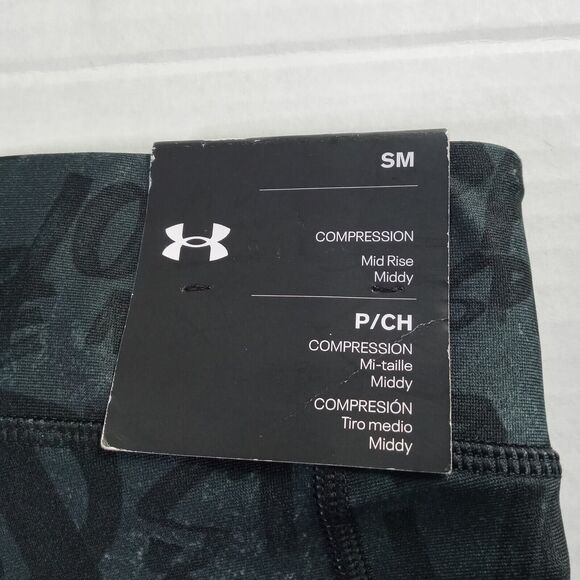 SM
COMPRESSION
Mid Rise
Middy
P/CH
COMPRESSION
Mi-taille
Middy
COMPRESIÓN
Tiro medio
Middy